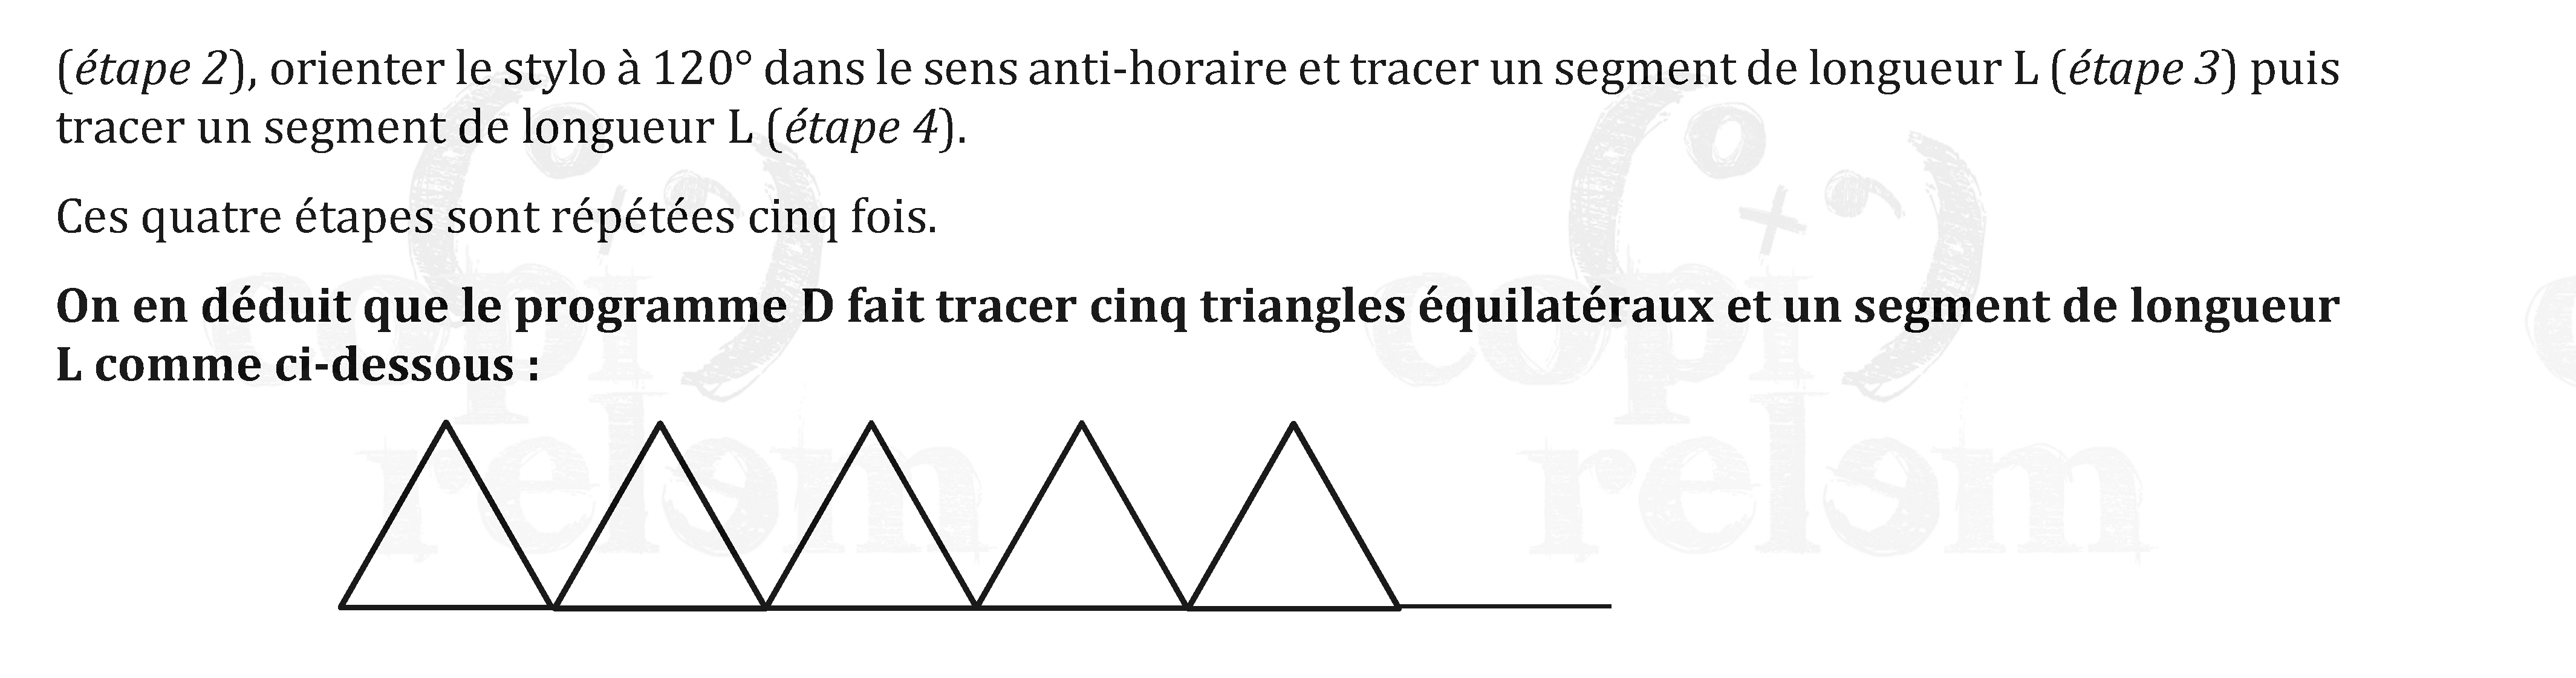 (étape 2), orienter le stylo à 120° dans le sens anti-horaire et tracer un segment de longueur L (étape 3) puis
tracer un segment de longueur L (étape 4).
Ces quatre étapes sont répétées cinq fois.
On en déduit que le programme D fait tracer cinq triangles équilatéraux et un segment de longueur
L comme ci-dessous :
copirelem
copirelem